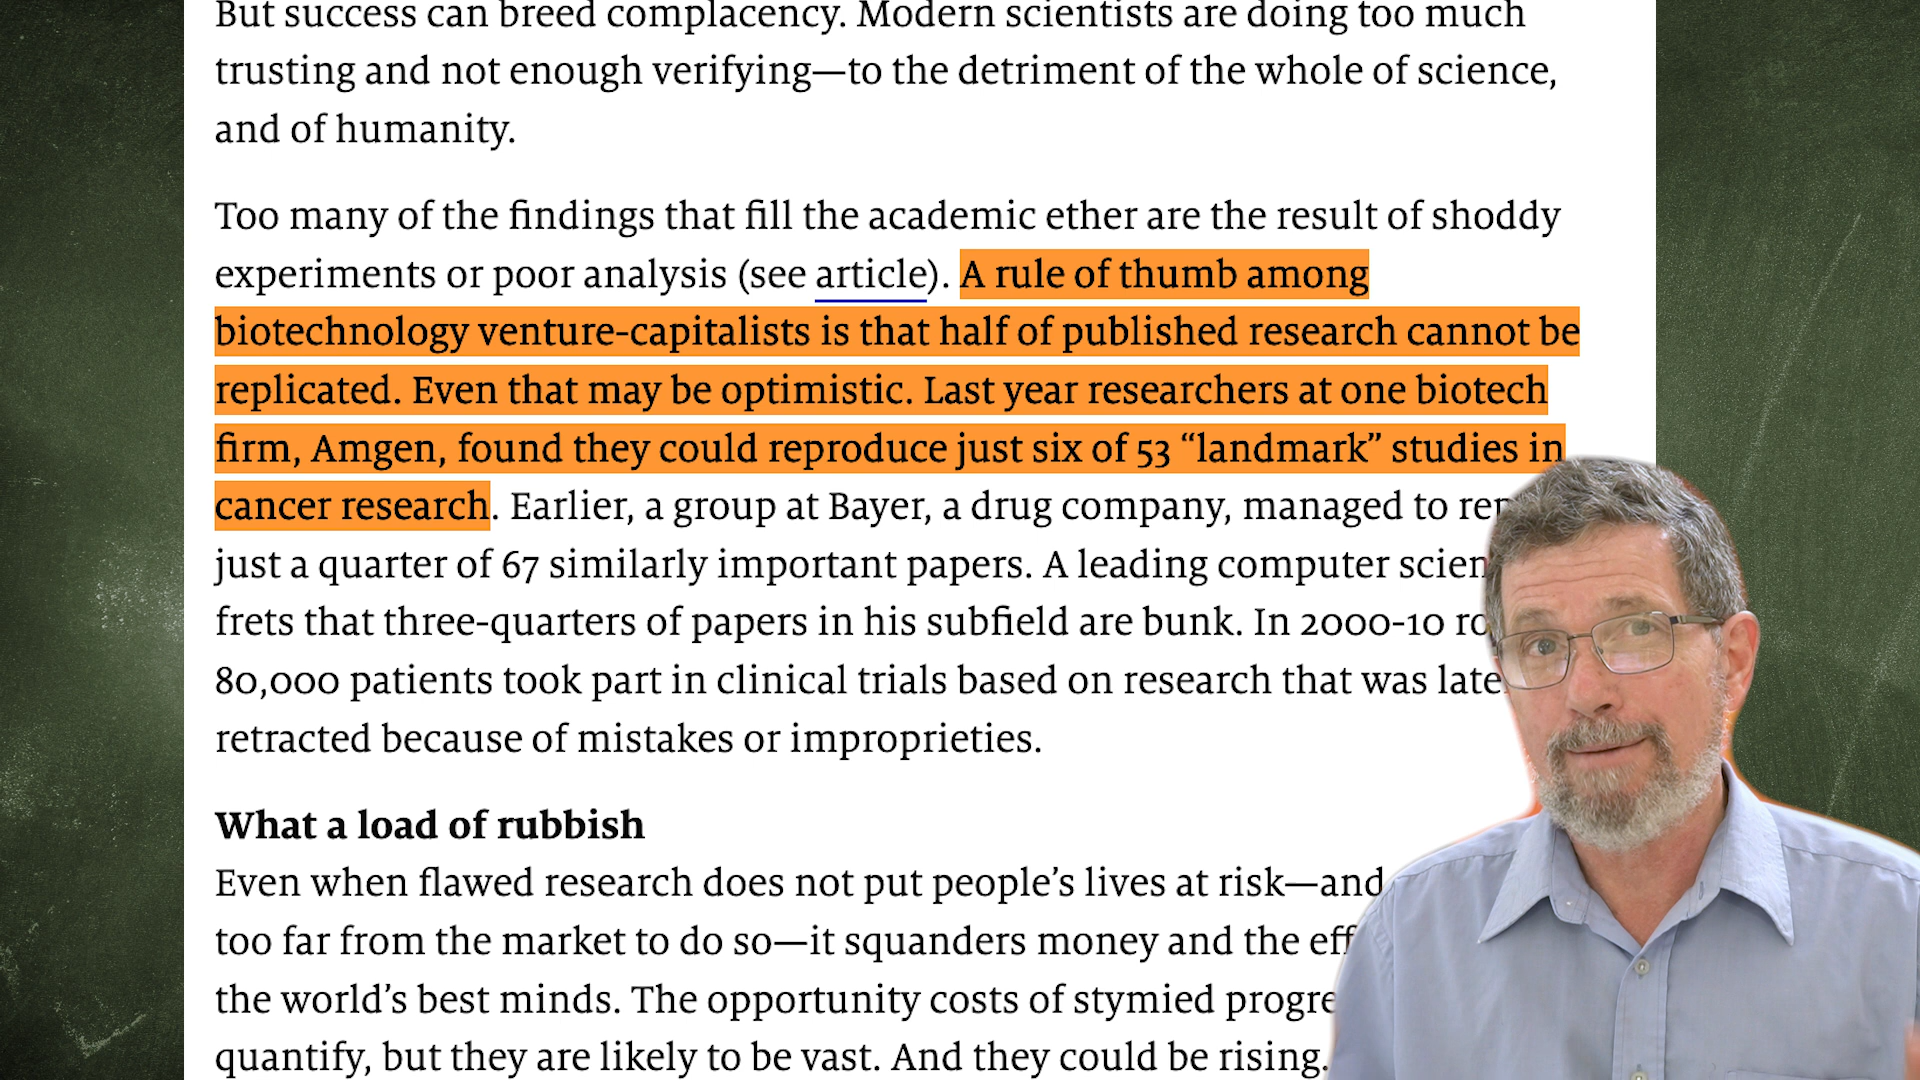 But success can breed complacency. Modern scientists are doing too much
trusting and not enough verifying—to the detriment of the whole of science,
and of humanity.
Too many of the findings that fill the academic ether are the result of shoddy
experiments or poor analysis (see article). A rule of thumb among
biotechnology venture-capitalists is that half of published research cannot be
replicated. Even that may be optimistic. Last year researchers at one biotech
firm, Amgen, found they could reproduce just six of 53 “landmark” studies in
cancer research. Earlier, a group at Bayer, a drug company, managed to
just a quarter of 67 similarly important papers. A leading computer
frets that three-quarters of papers in his subfield are bunk. In 2000-10
80,000 patients took part in clinical trials based on research that was
retracted because of mistakes or improprieties.
What a load of rubbish
Even when flawed research does not put people’s lives at risk—and
too far from the market to do so—it squanders money and the
the world’s best minds. The opportunity costs of stymied
quantify, but they are likely to be vast. And they could be rising.